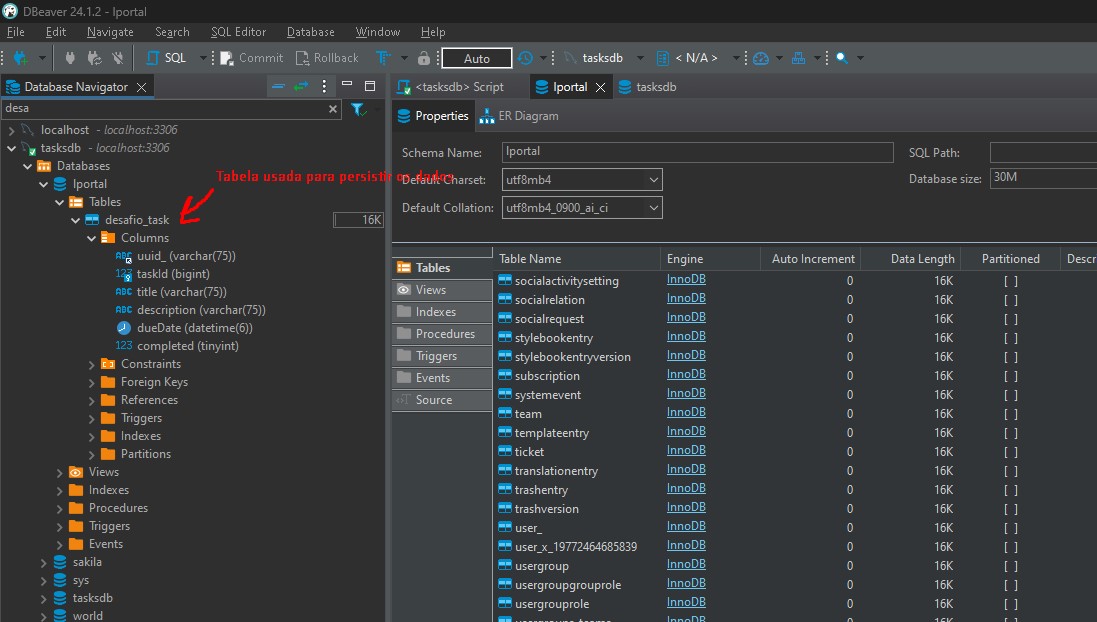 DBeaver 24.1.2 - lportal
File Edit Navigate Search SQL Editor Database Window Help
SQL Commit Rollback Auto tasksdb < N/A >
Database Navigator
<tasksdb> Script lportal tasksdb
desa
Properties ER Diagram
localhost - localhost:3306
tasksdb - localhost:3306
Databases
lportal
Tables
desafio_task 16K
Columns
uuid_ (varchar(75))
taskId (bigint)
title (varchar(75))
description (varchar(75))
dueDate (datetime(6))
completed (tinyint)
Constraints
Foreign Keys
References
Triggers
Indexes
Partitions
Views
Indexes
Procedures
Triggers
Events
sakila
sys
tasksdb
world
Tabela usada para persistir os dados
Schema Name: lportal SQL Path:
Default Charset: utf8mb4 Database size: 30M
Default Collation: utf8mb4_0900_ai_ci
Tables
Views
Indexes
Procedures
Triggers
Events
Source
Table Name Engine Auto Increment Data Length Partitioned Descr
socialactivitysetting InnoDB 0 16K [ ]
socialrelation InnoDB 0 16K [ ]
socialrequest InnoDB 0 16K [ ]
stylebookentry InnoDB 0 16K [ ]
stylebookentryversion InnoDB 0 16K [ ]
subscription InnoDB 0 16K [ ]
systemevent InnoDB 0 16K [ ]
team InnoDB 0 16K [ ]
templateentry InnoDB 0 16K [ ]
ticket InnoDB 0 16K [ ]
translationentry InnoDB 0 16K [ ]
trashentry InnoDB 0 16K [ ]
trashversion InnoDB 0 16K [ ]
user_ InnoDB 0 16K [ ]
user_x_19772464685839 InnoDB 0 16K [ ]
usergroup InnoDB 0 16K [ ]
usergroupgrouprole InnoDB 0 16K [ ]
usergrouprole InnoDB 0 16K [ ]
usergroups_teams InnoDB 0 16K [ ]